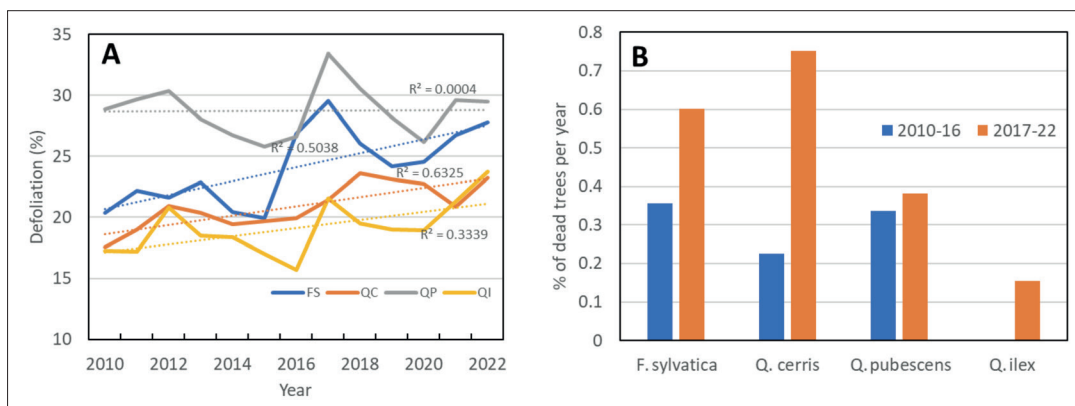 A
Defoliation (%)
35
30
25
20
15
10
R² = 0.0004
R² = 0.5038
R² = 0.6325
R² = 0.3339
FS QC QP QI
2010 2012 2014 2016 2018 2020 2022
Year
B
% of dead trees per year
0.8
0.7
0.6
0.5
0.4
0.3
0.2
0.1
0
2010-16 2017-22
F. sylvatica Q. cerris Q. pubescens Q. ilex